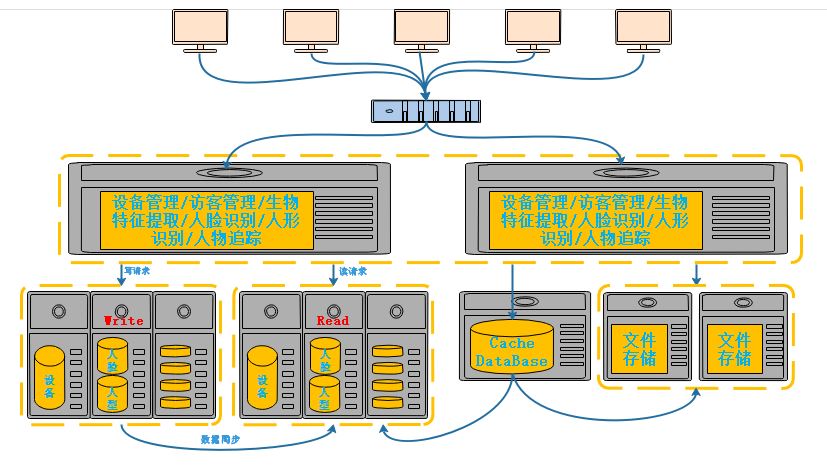 设备管理/访客管理/生物
特征提取/人脸识别/人形
识别/人物追踪
设备管理/访客管理/生物
特征提取/人脸识别/人形
识别/人物追踪
写请求
读请求
Write
Read
设备
人脸
人型
设备
人脸
人型
Cache
DataBase
文件
存储
文件
存储
数据同步